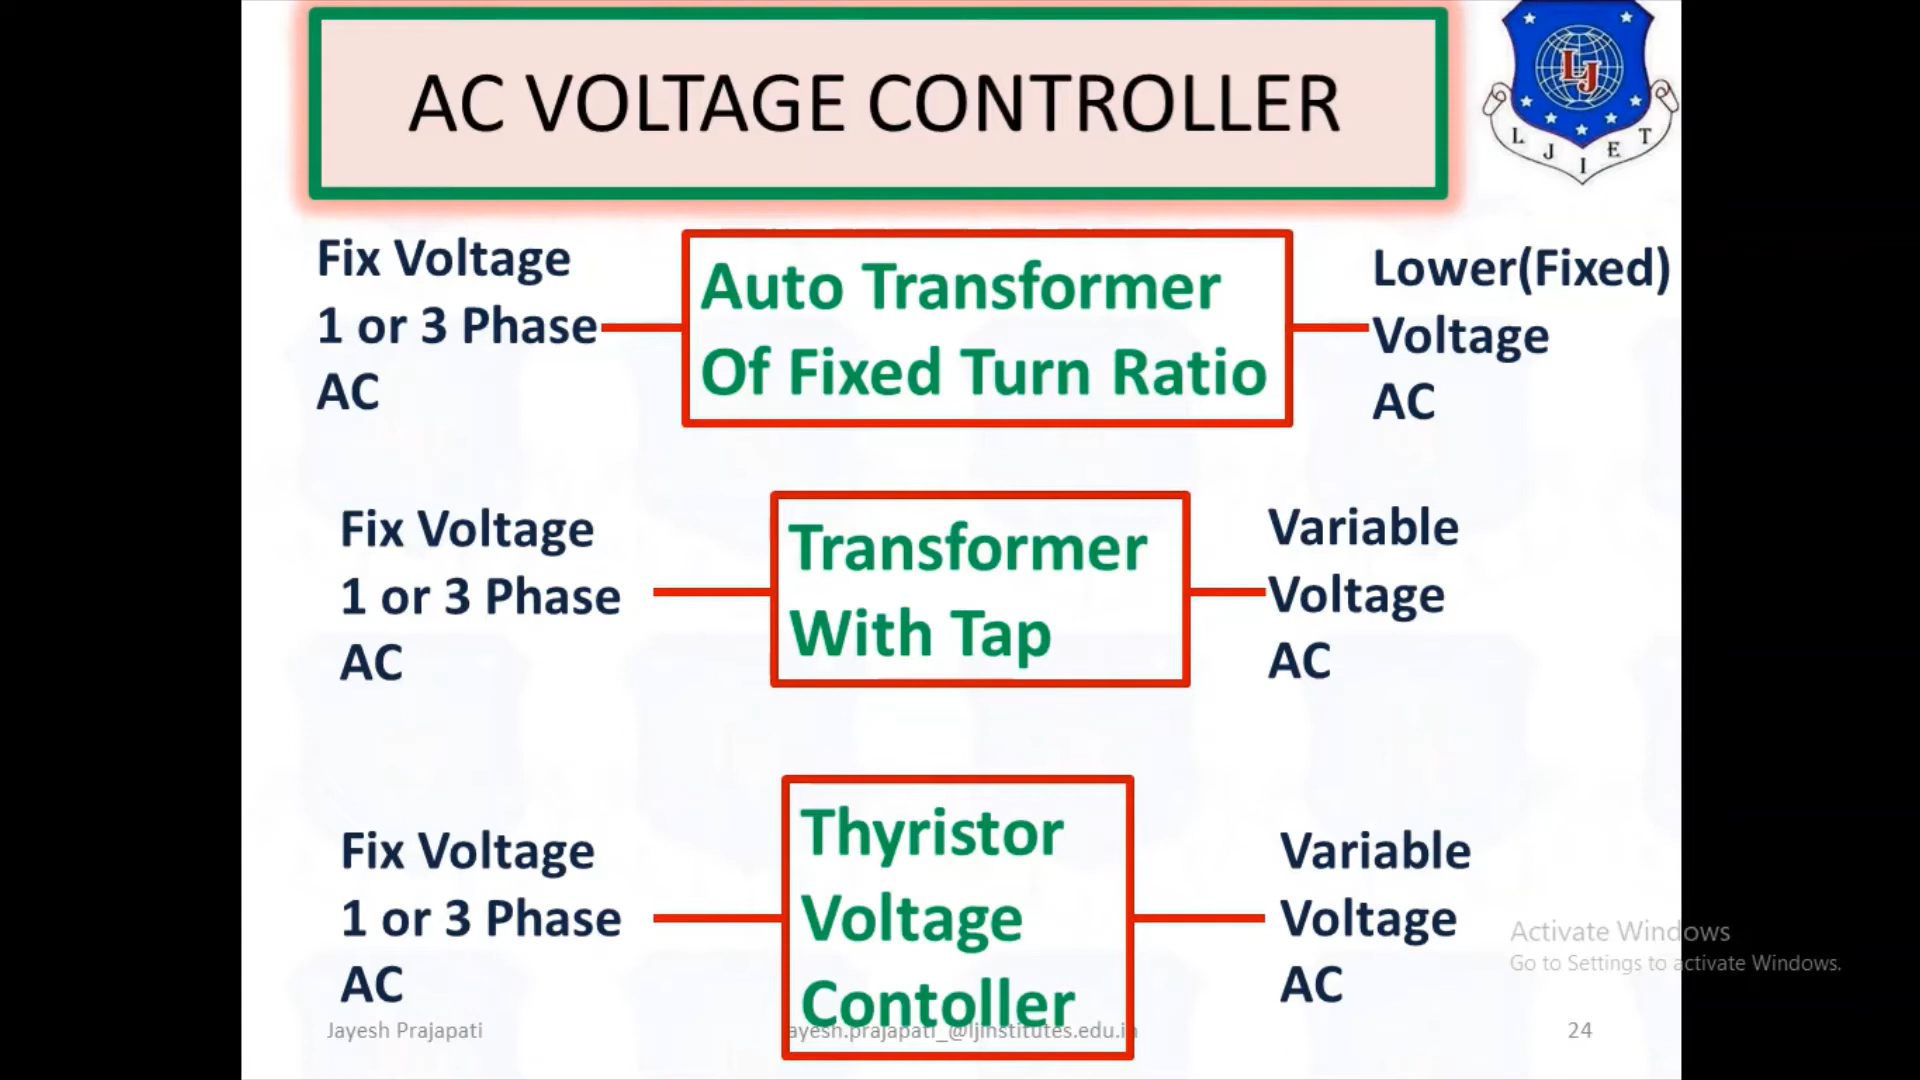 AC VOLTAGE CONTROLLER
LJ
L J I E T
Fix Voltage
1 or 3 Phase
AC
Auto Transformer
Of Fixed Turn Ratio
Lower(Fixed)
Voltage
AC
Fix Voltage
1 or 3 Phase
AC
Transformer
With Tap
Variable
Voltage
AC
Fix Voltage
1 or 3 Phase
AC
Thyristor
Voltage
Contoller
Variable
Voltage
AC
Activate Windows
Go to Settings to activate Windows.
Jayesh Prajapati
ayesh.prajapati_@ljinstitutes.edu.in
24